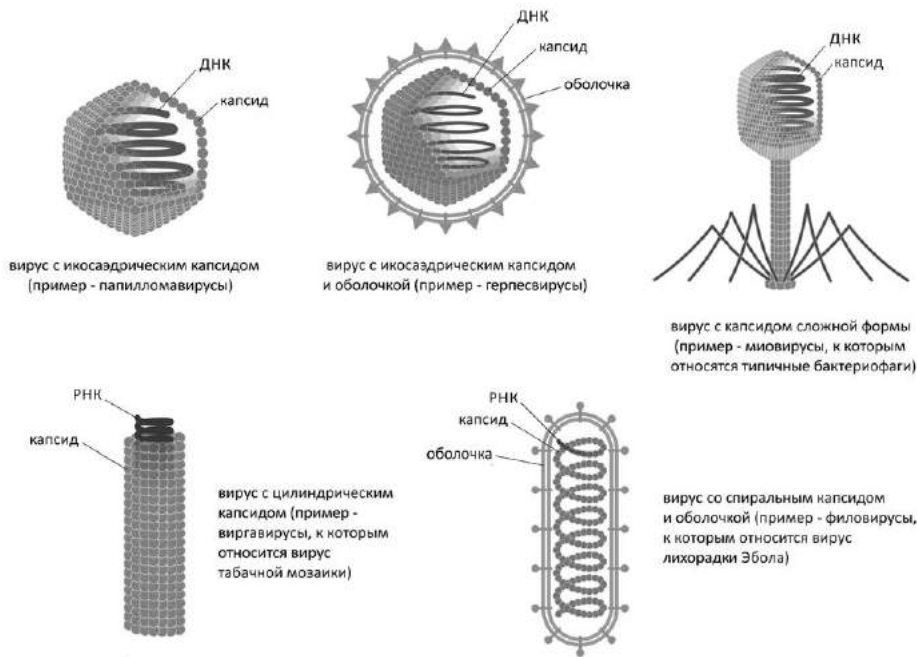 ДНК
капсид
вирус с икосаэдрическим капсидом
(пример - папилломавирусы)
ДНК
капсид
оболочка
вирус с икосаэдрическим капсидом
и оболочкой (пример - герпесвирусы)
ДНК
капсид
вирус с капсидом сложной формы
(пример - миовирусы, к которым
относятся типичные бактериофаги)
РНК
капсид
вирус с цилиндрическим
капсидом (пример -
виргавирусы, к которым
относится вирус
табачной мозаики)
РНК
капсид
оболочка
вирус со спиральным капсидом
и оболочкой (пример - филовирусы,
к которым относится вирус
лихорадки Эбола)